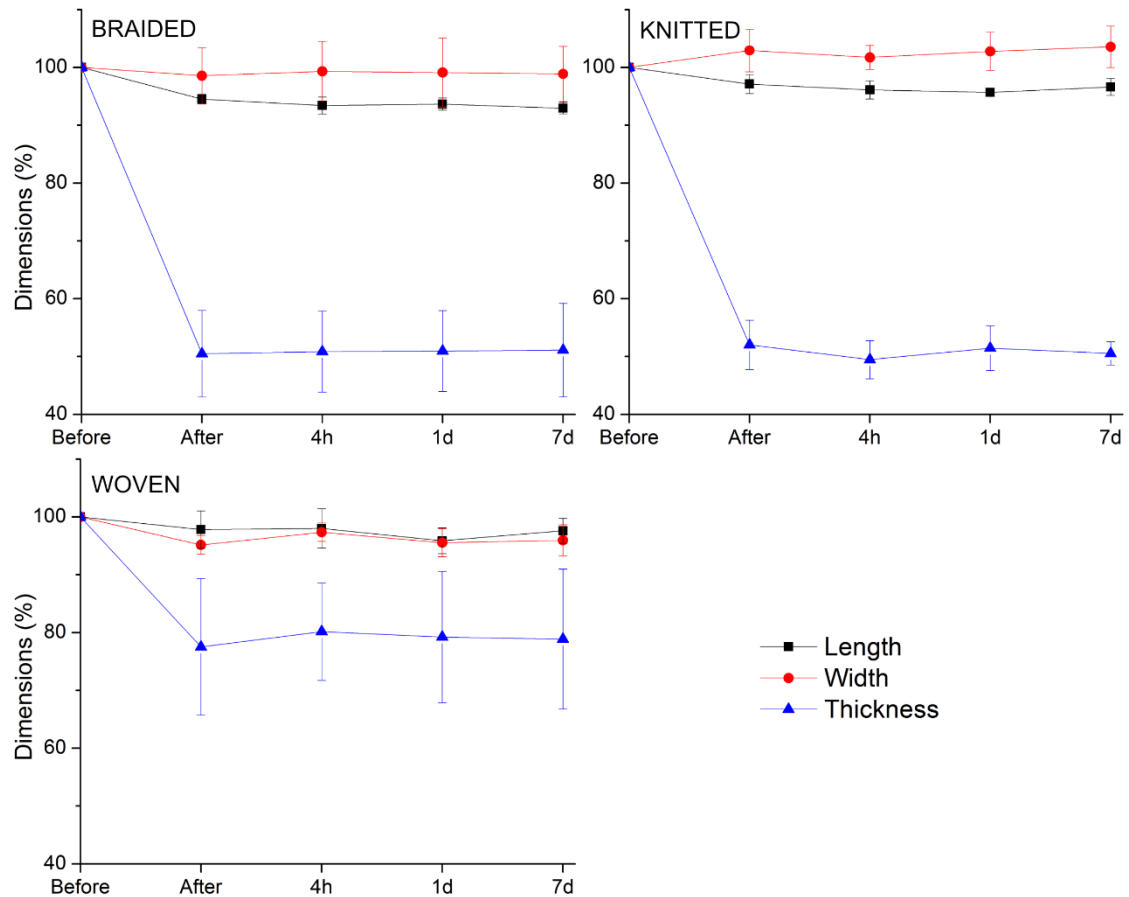 BRAIDED
Dimensions (%)
100
80
60
40
Before After 4h 1d 7d
KNITTED
Dimensions (%)
100
80
60
40
Before After 4h 1d 7d
WOVEN
Dimensions (%)
100
80
60
40
Before After 4h 1d 7d
Length
Width
Thickness